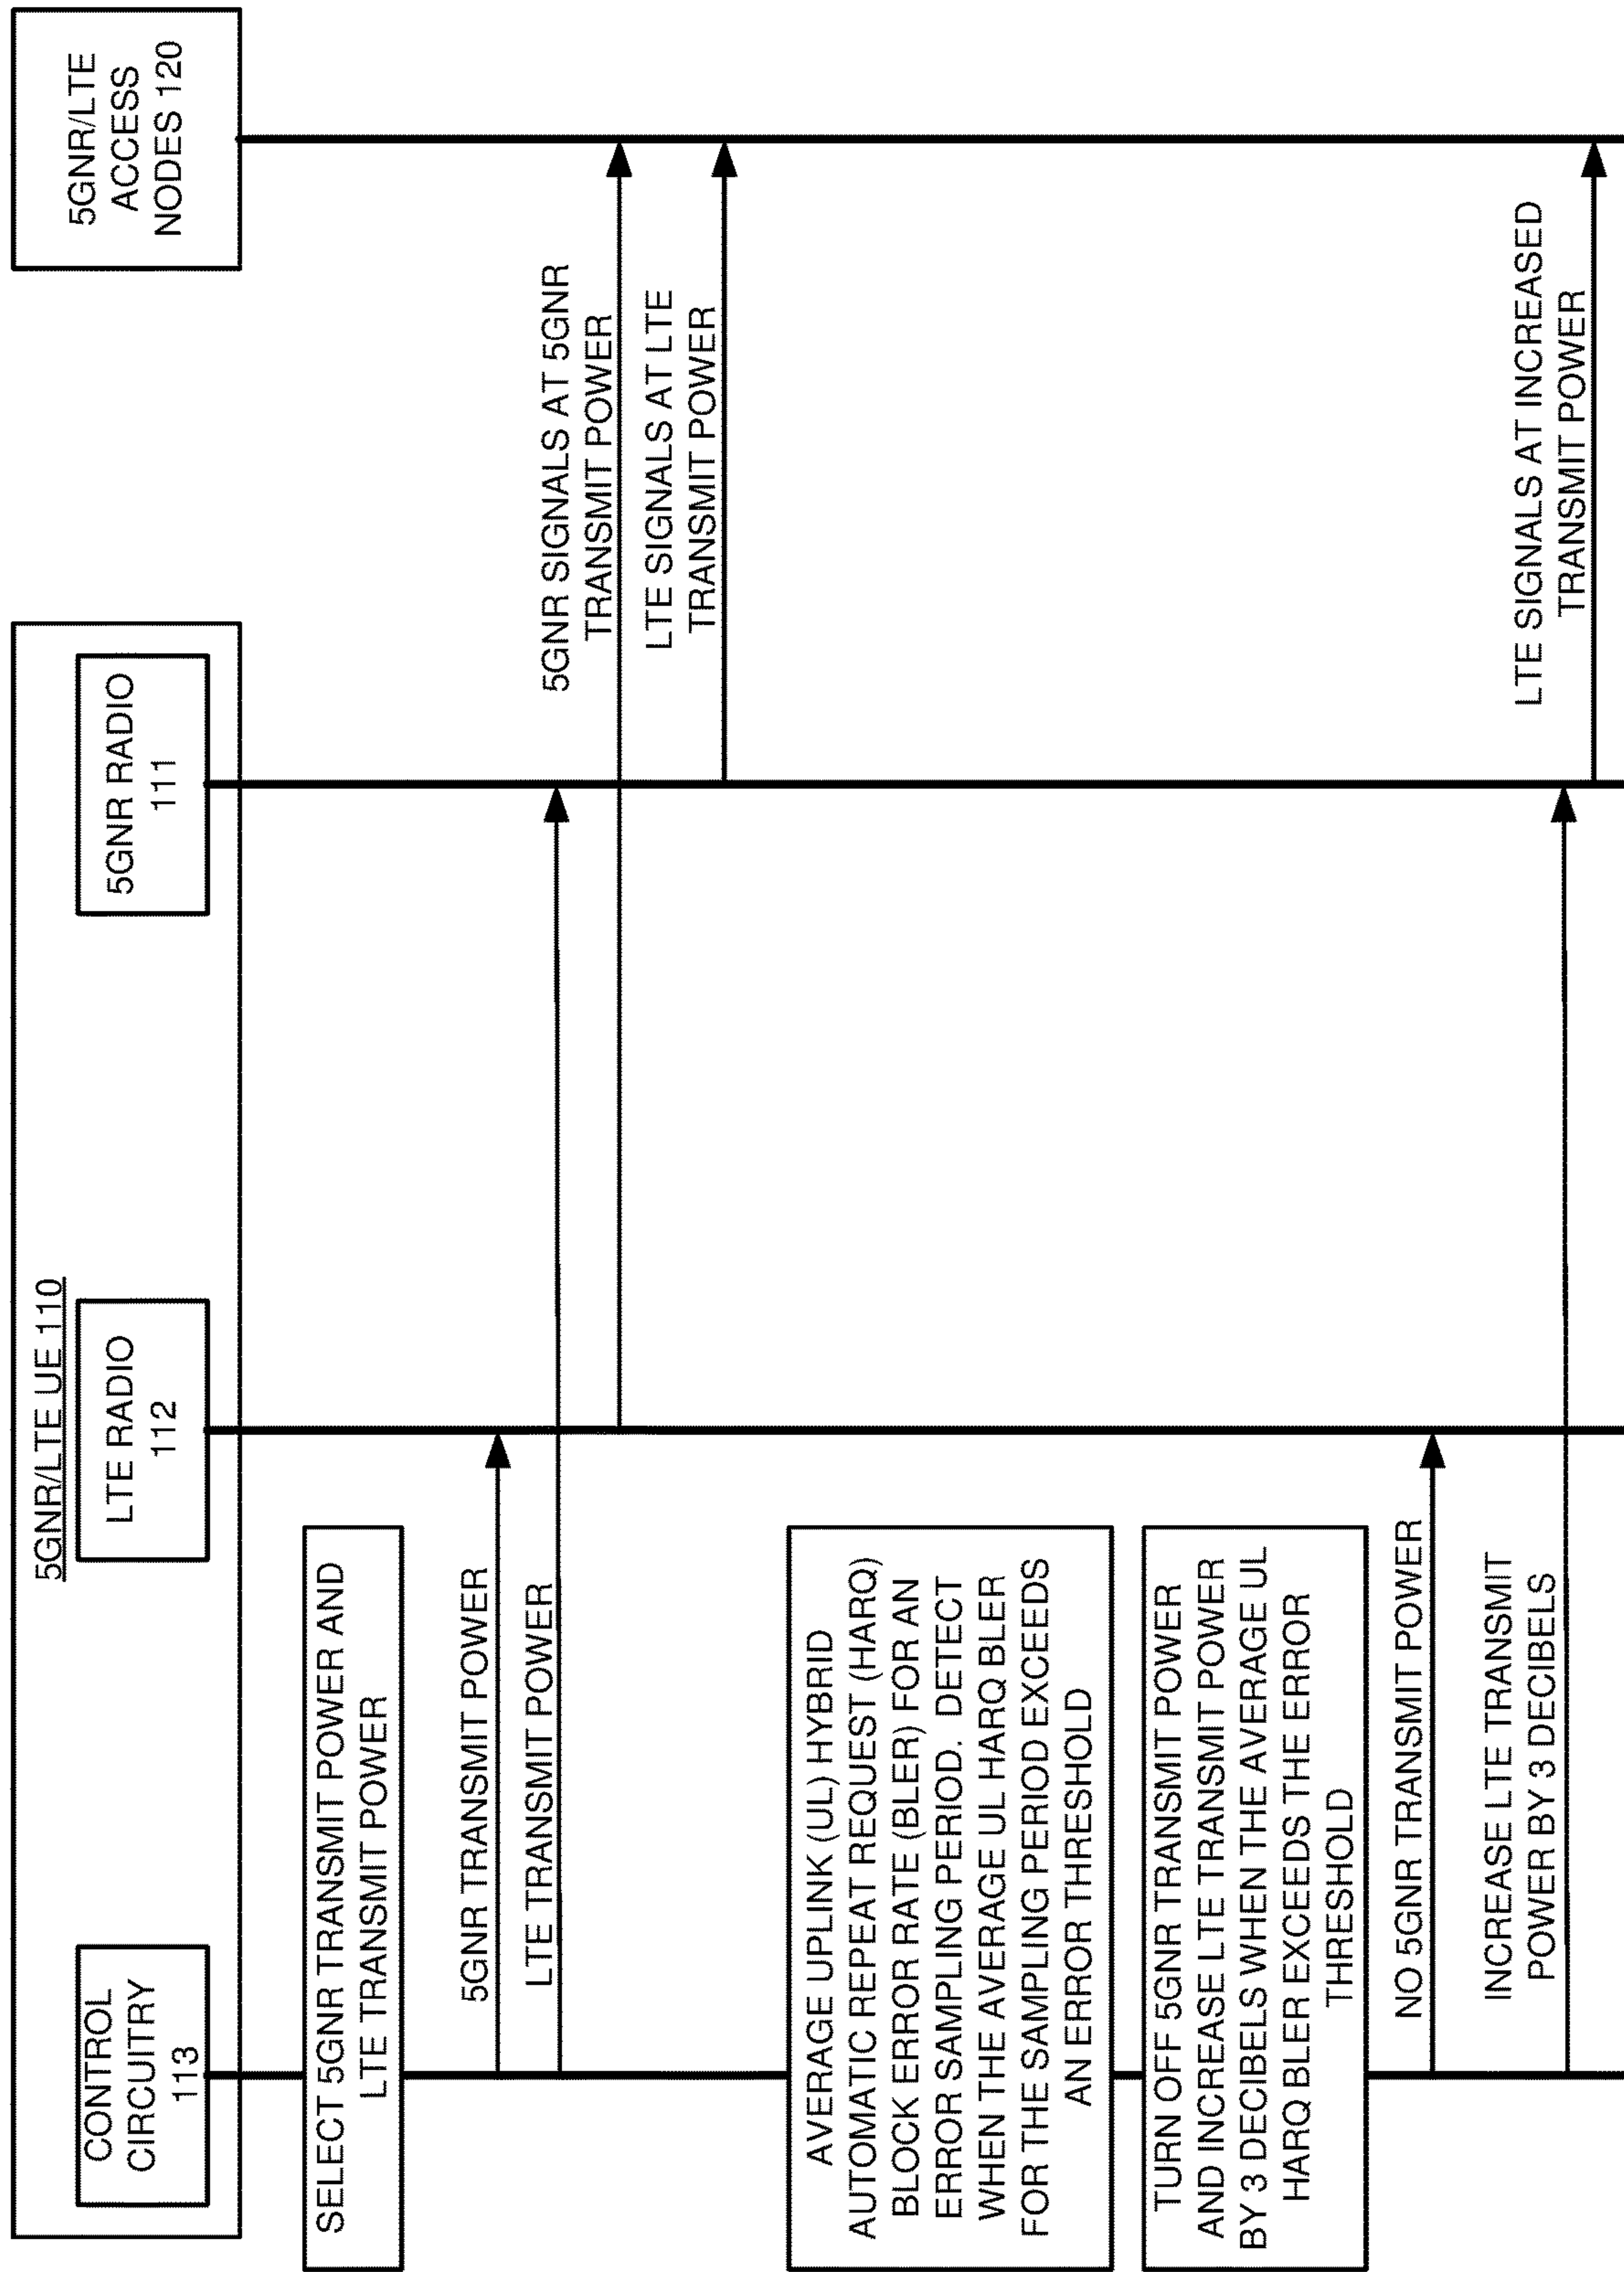 5GNR/LTE UE 110
CONTROL
CIRCUITRY
113
LTE RADIO
112
5GNR RADIO
111
5GNR/LTE
ACCESS
NODES 120
SELECT 5GNR TRANSMIT POWER AND
LTE TRANSMIT POWER
5GNR TRANSMIT POWER
LTE TRANSMIT POWER
5GNR SIGNALS AT 5GNR
TRANSMIT POWER
LTE SIGNALS AT LTE
TRANSMIT POWER
AVERAGE UPLINK (UL) HYBRID
AUTOMATIC REPEAT REQUEST (HARQ)
BLOCK ERROR RATE (BLER) FOR AN
ERROR SAMPLING PERIOD. DETECT
WHEN THE AVERAGE UL HARQ BLER
FOR THE SAMPLING PERIOD EXCEEDS
AN ERROR THRESHOLD
TURN OFF 5GNR TRANSMIT POWER
AND INCREASE LTE TRANSMIT POWER
BY 3 DECIBELS WHEN THE AVERAGE UL
HARQ BLER EXCEEDS THE ERROR
THRESHOLD
NO 5GNR TRANSMIT POWER
INCREASE LTE TRANSMIT
POWER BY 3 DECIBELS
LTE SIGNALS AT INCREASED
TRANSMIT POWER